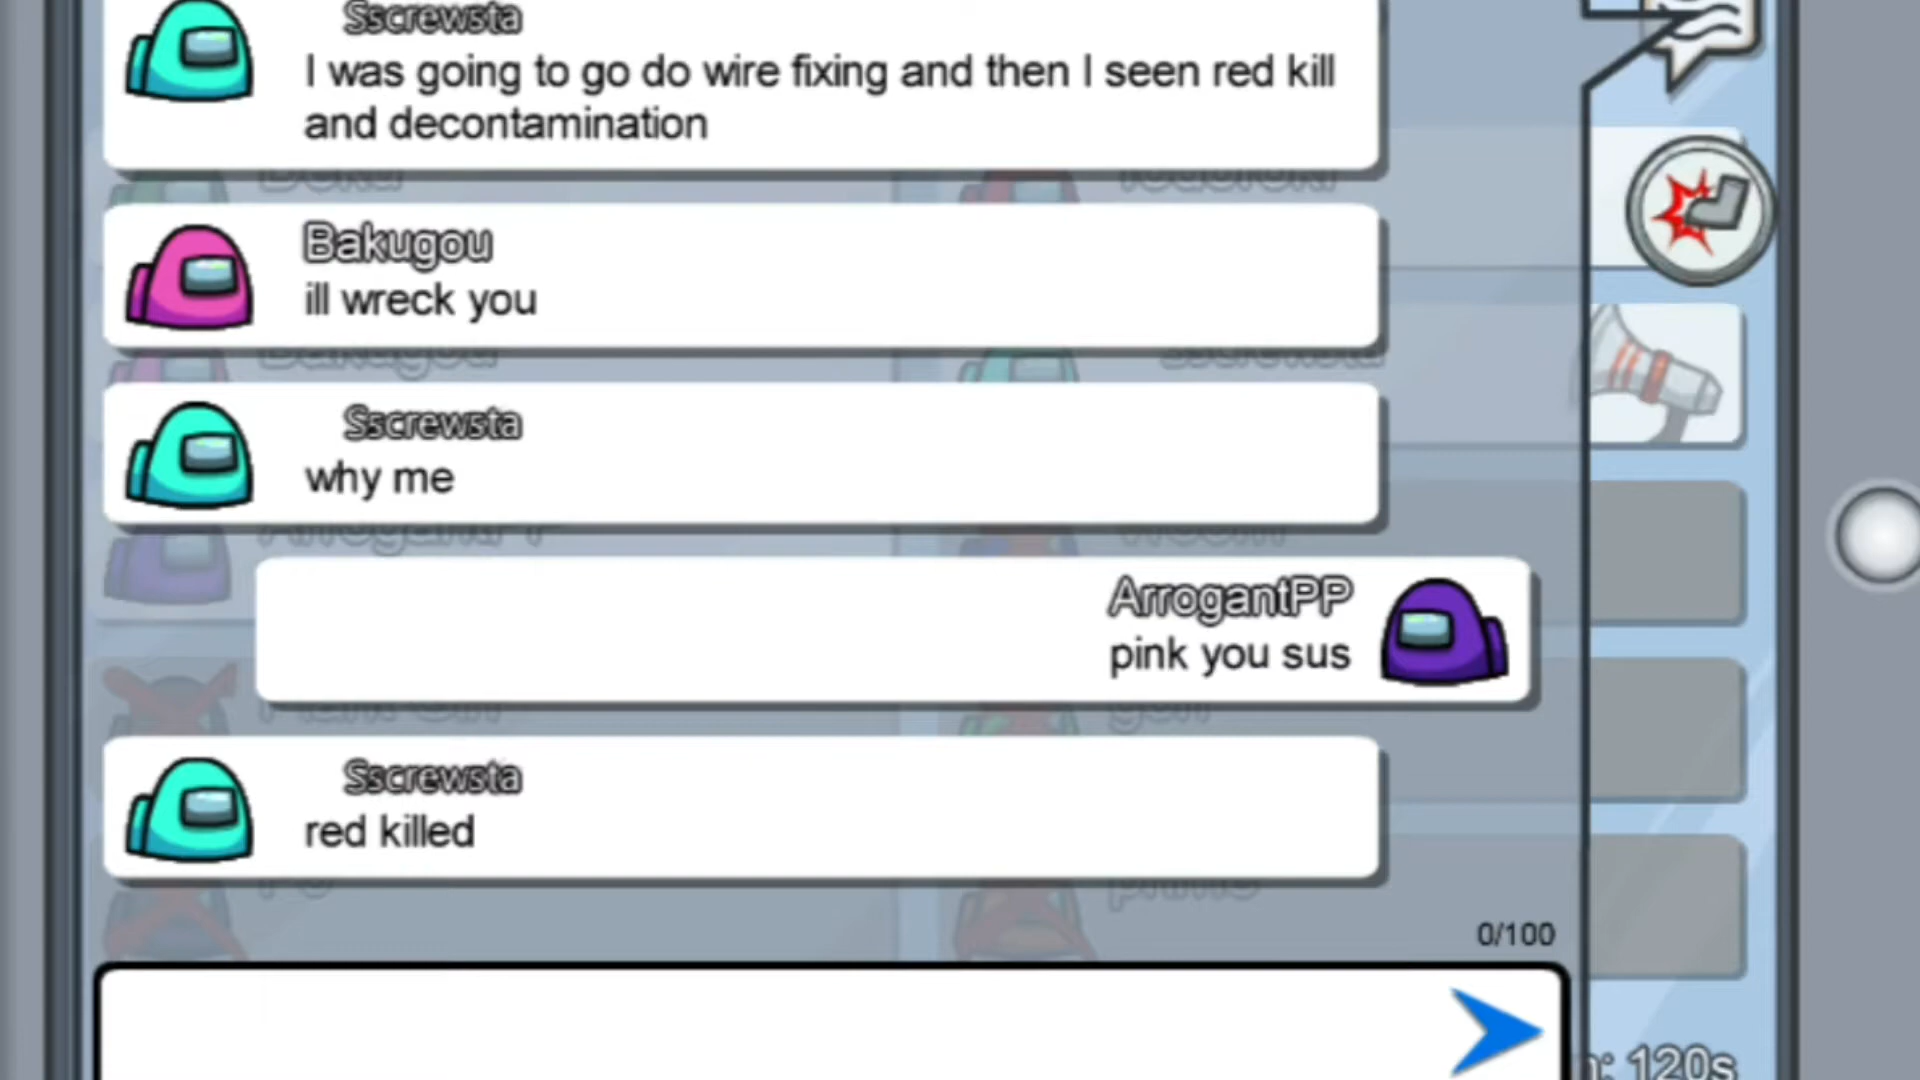 Sscrewsta
I was going to go do wire fixing and then I seen red kill
and decontamination
Bakugou
ill wreck you
Sscrewsta
why me
ArrogantPP
pink you sus
Sscrewsta
red killed
0/100
120s